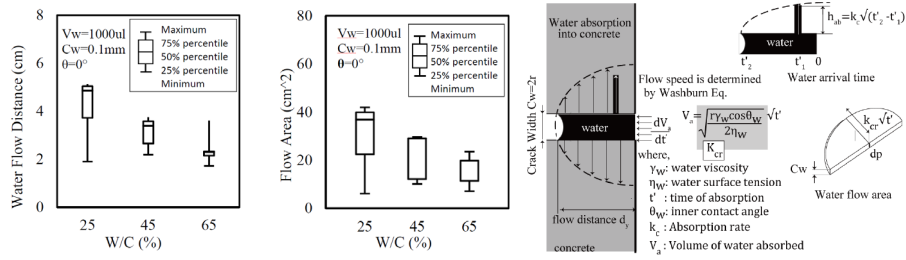 Water Flow Distance (cm)
8
6
4
2
0
Vw=1000ul
Cw=0.1mm
θ=0°
Maximum
75% percentile
50% percentile
25% percentile
Minimum
25 45 65
W/C (%)
Flow Area (cm^2)
80
60
40
20
0
Vw=1000ul
Cw=0.1mm
θ=0°
Maximum
75% percentile
50% percentile
25% percentile
Minimum
25 45 65
W/C (%)
Water absorption
into concrete
Crack Width Cw=2r
water
dVa
dt'
flow distance dy
concrete
hab=kc√(t'2 -t'1)
water
t'2 t'1 0
Water arrival time
Flow speed is determined
by Washburn Eq.
Va=√(rγwcosθw/2ηw)√t'
Kcr
where,
γw: water viscosity
ηw: water surface tension
t' : time of absorption
θw: inner contact angle
kc : Absorption rate
Va: Volume of water absorbed
kcr√t'
dp
Cw
Water flow area